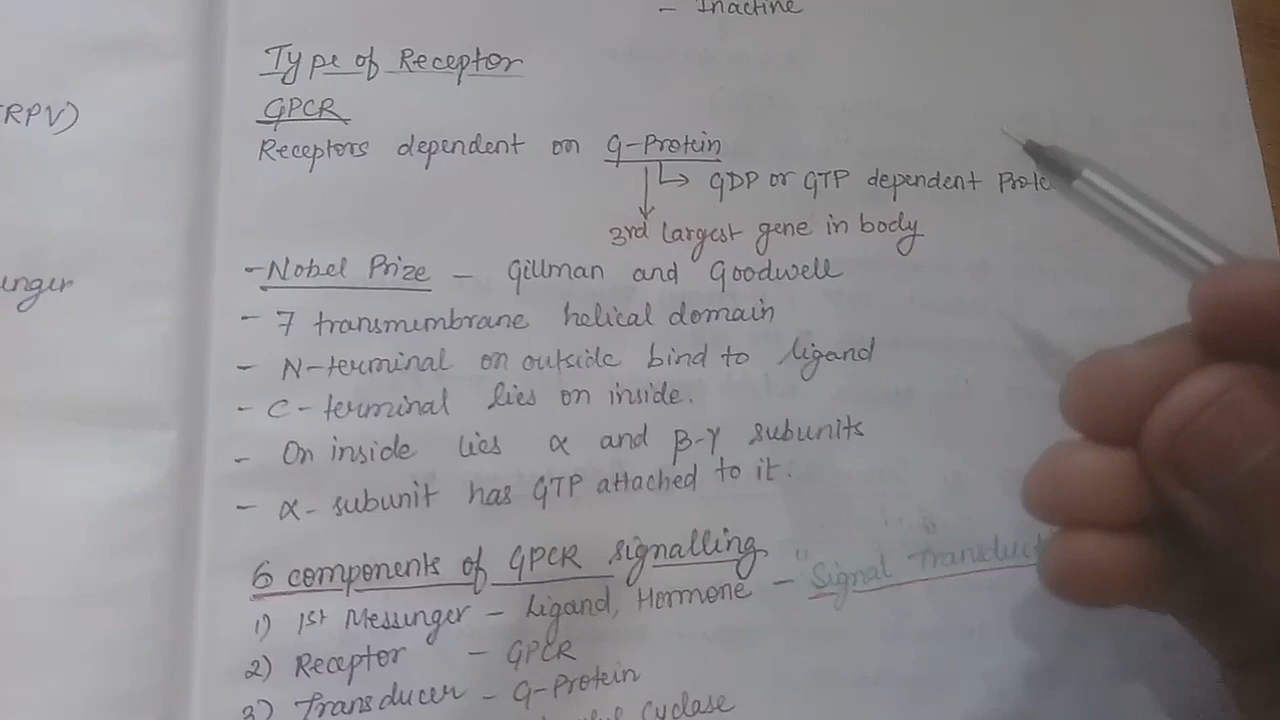 - Inactine
RPV)
unger
Type of Receptor
GPCR
Receptors dependent on G-Protein
GDP or GTP dependent
3rd largest gene in body
- Nobel Prize - Gillman and Goodwell
- 7 transmembrane helical domain
- N-terminal on outside bind to ligand
- C-terminal lies on inside.
- On inside lies α and β-γ subunits
- α-subunit has GTP attached to it.
6 components of GPCR signalling
1) 1st Messunger - Ligand, Hormone - "Signal
2) Receptor - GPCR
3) Transducer - G-Protein
Cyclase